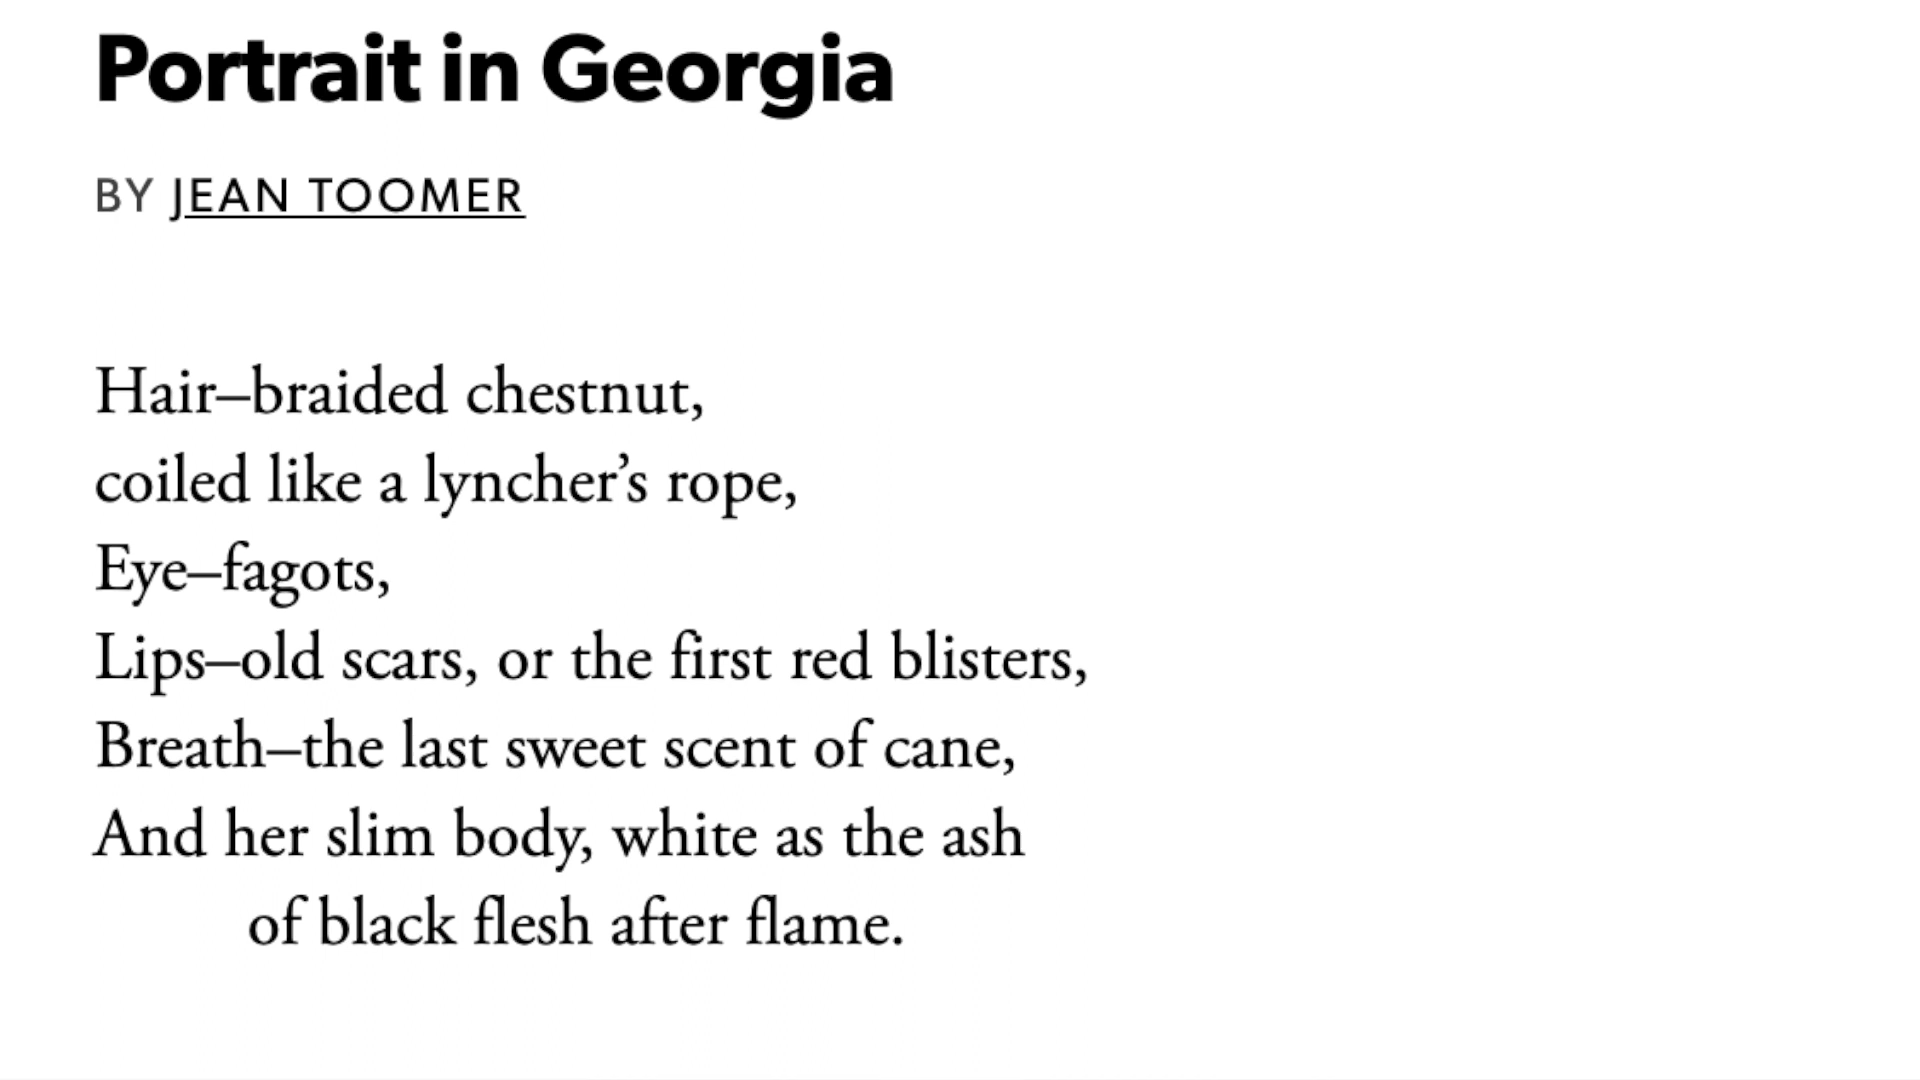 Portrait in Georgia
BY JEAN TOOMER
Hair–braided chestnut,
coiled like a lyncher’s rope,
Eye–fagots,
Lips–old scars, or the first red blisters,
Breath–the last sweet scent of cane,
And her slim body, white as the ash
of black flesh after flame.